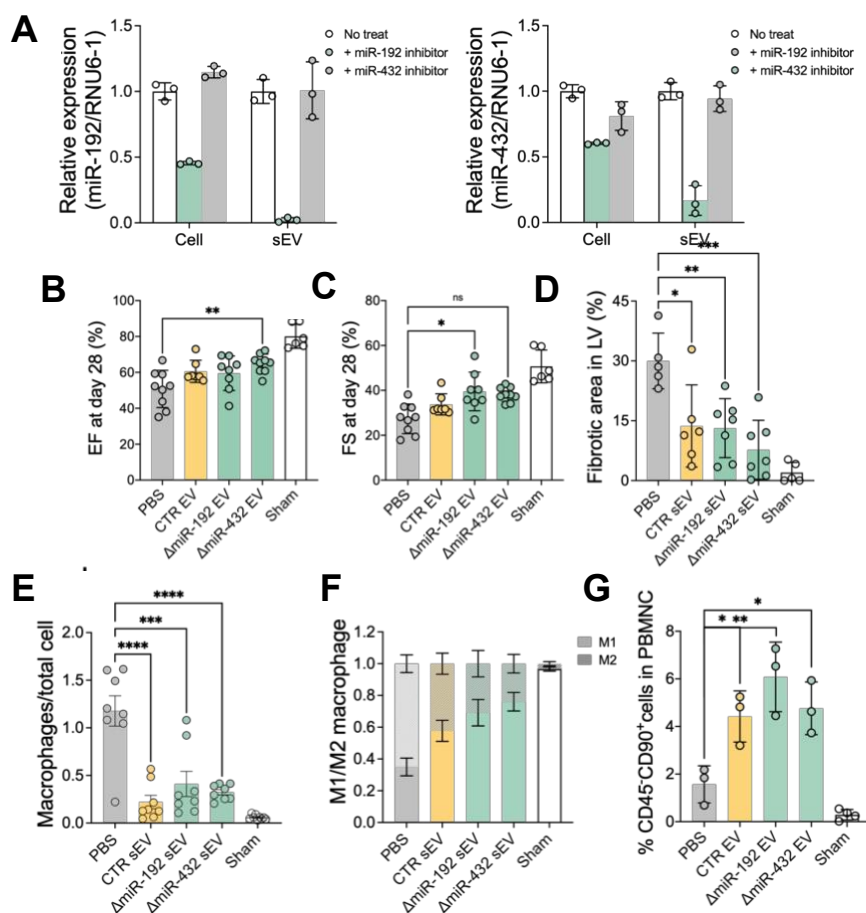 A
Relative expression
(miR-192/RNU6-1)
1.5
1.0
0.5
0.0
Cell
sEV
No treat
+ miR-192 inhibitor
+ miR-432 inhibitor
Relative expression
(miR-432/RNU6-1)
1.5
1.0
0.5
0.0
Cell
sEV
No treat
+ miR-192 inhibitor
+ miR-432 inhibitor
B
EF at day 28 (%)
100
80
60
40
20
0
**
PBS
CTR EV
ΔmiR-192 EV
ΔmiR-432 EV
Sham
C
FS at day 28 (%)
80
60
40
20
0
ns
*
PBS
CTR EV
ΔmiR-192 EV
ΔmiR-432 EV
Sham
D
Fibrotic area in LV (%)
45
30
15
0
***
**
*
PBS
CTR sEV
ΔmiR-192 sEV
ΔmiR-432 sEV
Sham
E
Macrophages/total cell
2.0
1.5
1.0
0.5
0.0
****
***
****
PBS
CTR sEV
ΔmiR-192 sEV
ΔmiR-432 sEV
Sham
F
M1/M2 macrophage
1.2
1.0
0.8
0.6
0.4
0.2
0.0
M1
M2
PBS
CTR sEV
ΔmiR-192 sEV
ΔmiR-432 sEV
Sham
G
% CD45-CD90+cells in PBMNC
8
6
4
2
0
*
* **
PBS
CTR EV
ΔmiR-192 EV
ΔmiR-432 EV
Sham